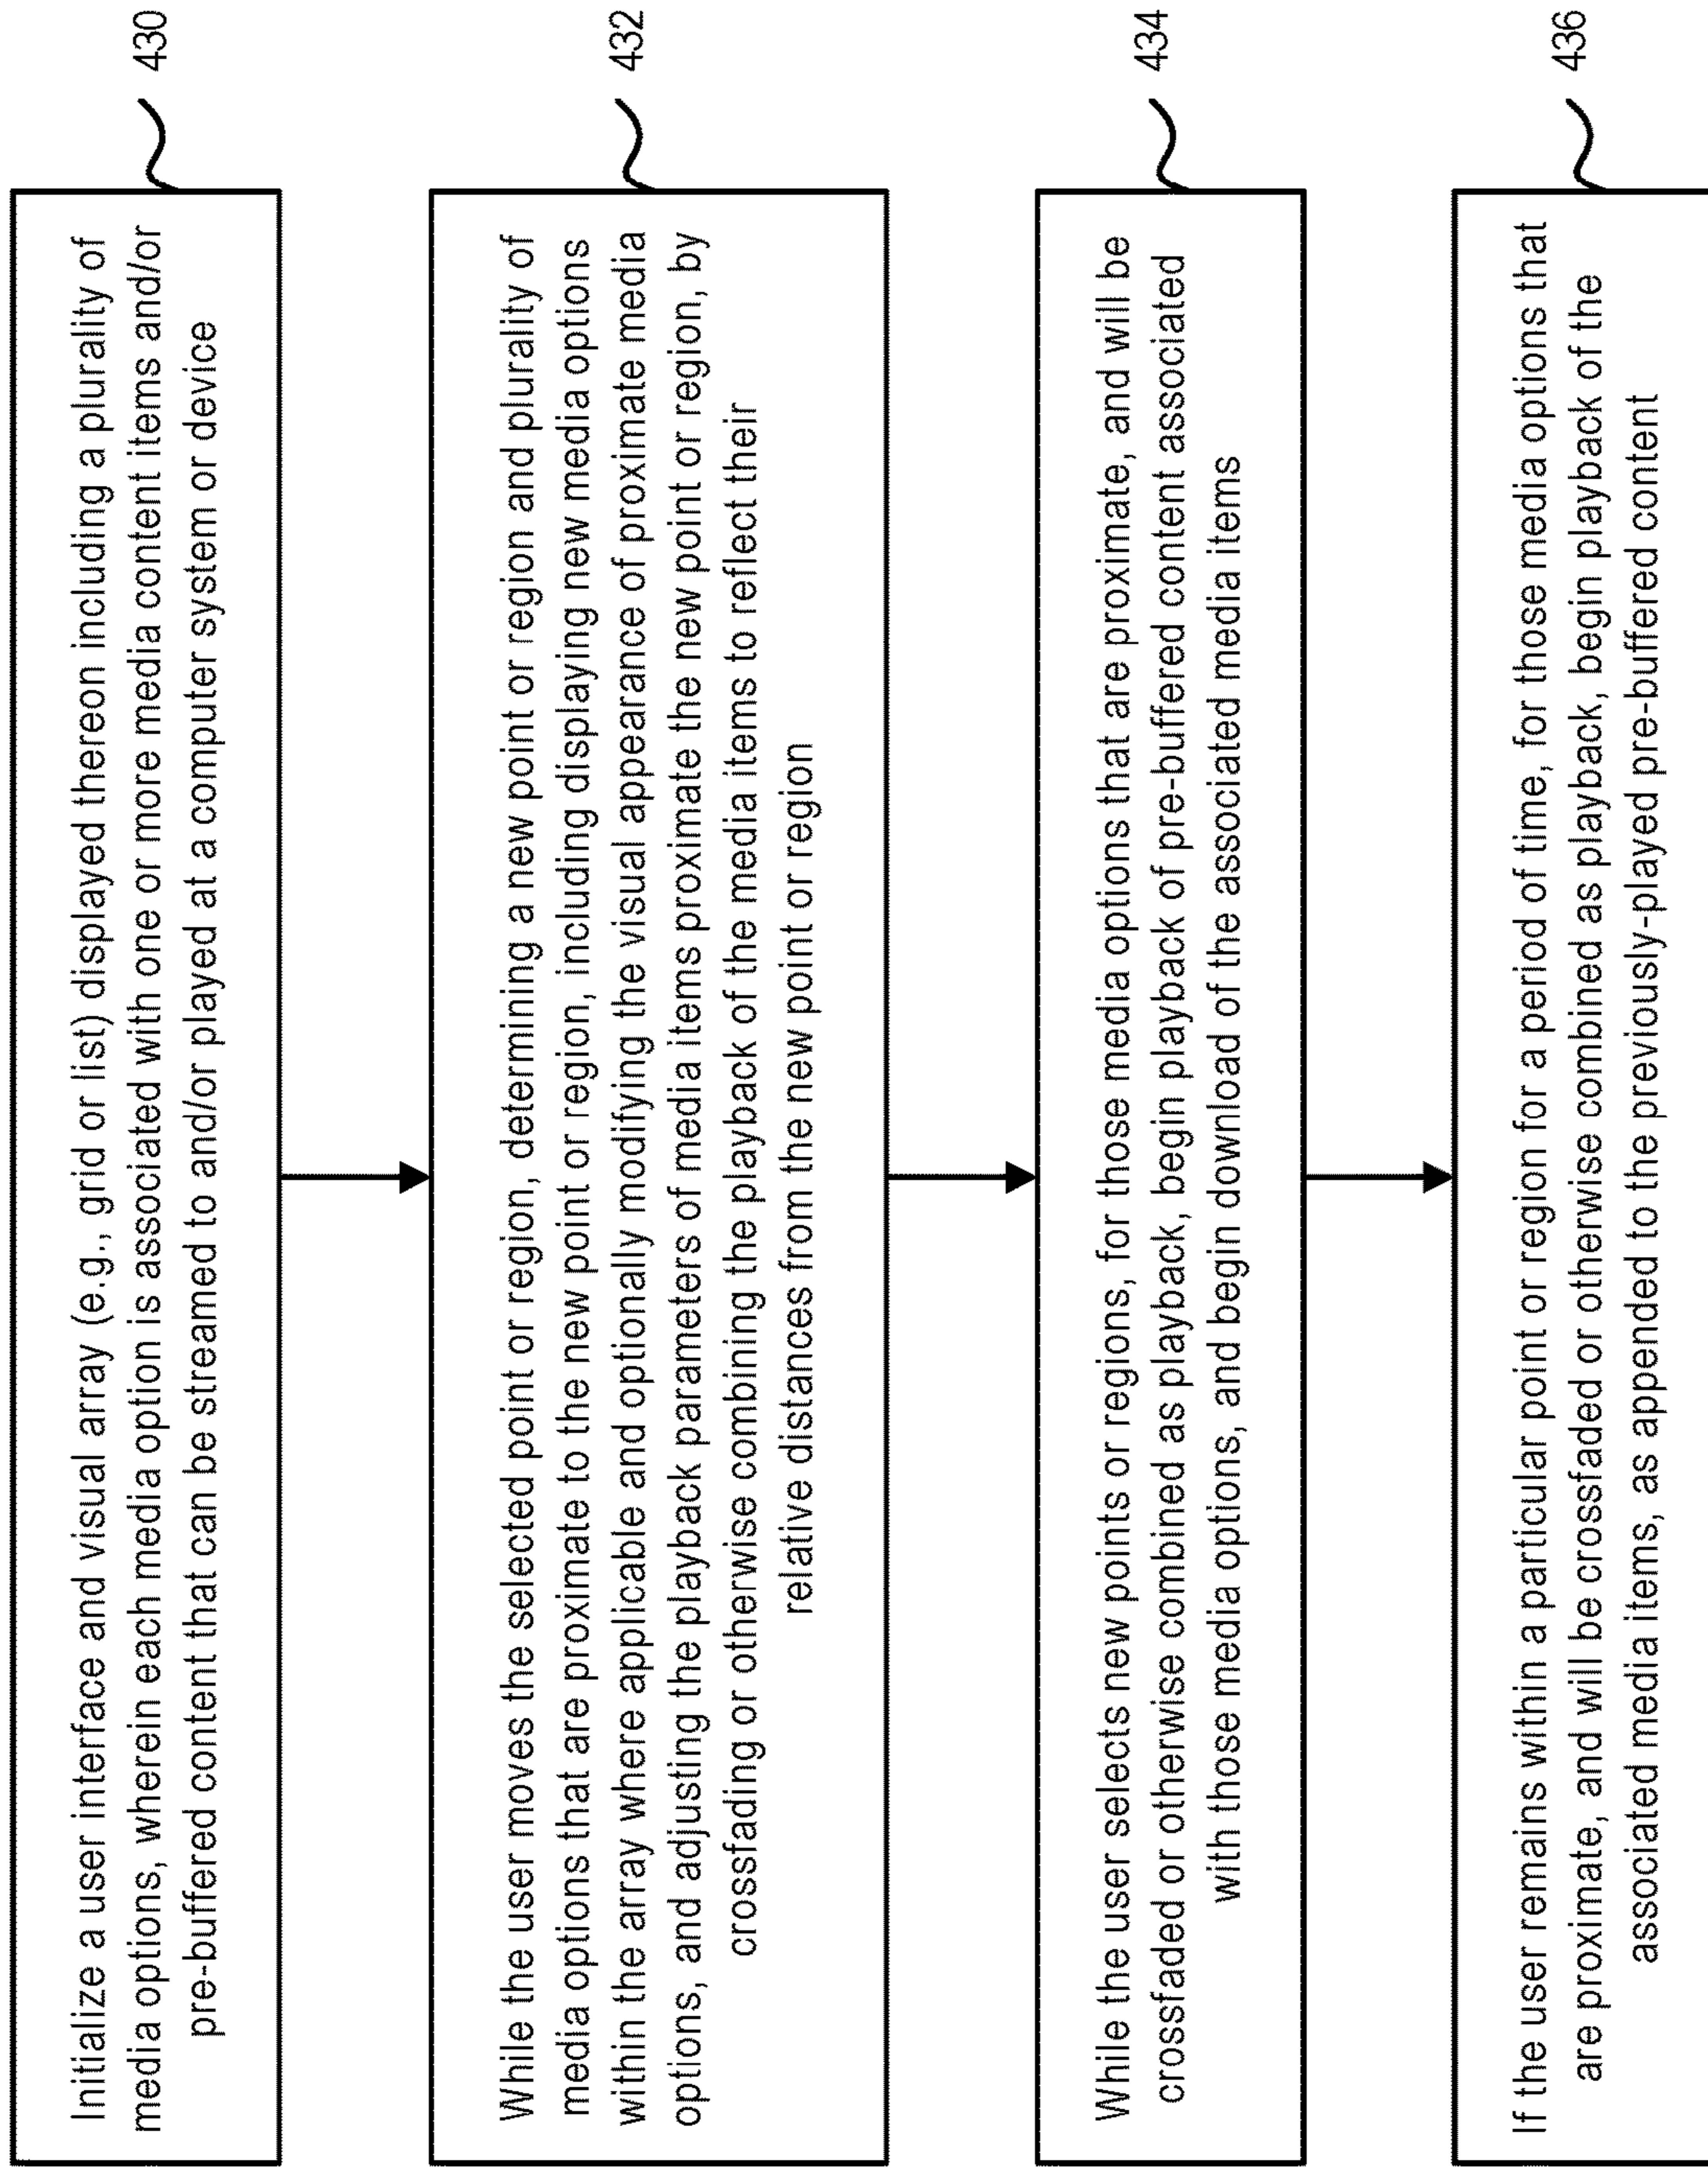 Initialize a user interface and visual array (e.g., grid or list) displayed thereon including a plurality of
media options, wherein each media option is associated with one or more media content items and/or
pre-buffered content that can be streamed to and/or played at a computer system or device
430
While the user moves the selected point or region, determining a new point or region and plurality of
media options that are proximate to the new point or region, including displaying new media options
within the array where applicable and optionally modifying the visual appearance of proximate media
options, and adjusting the playback parameters of media items proximate the new point or region, by
crossfading or otherwise combining the playback of the media items to reflect their
relative distances from the new point or region
432
While the user selects new points or regions, for those media options that are proximate, and will be
crossfaded or otherwise combined as playback, begin playback of pre-buffered content associated
with those media options, and begin download of the associated media items
434
If the user remains within a particular point or region for a period of time, for those media options that
are proximate, and will be crossfaded or otherwise combined as playback, begin playback of the
associated media items, as appended to the previously-played pre-buffered content
436